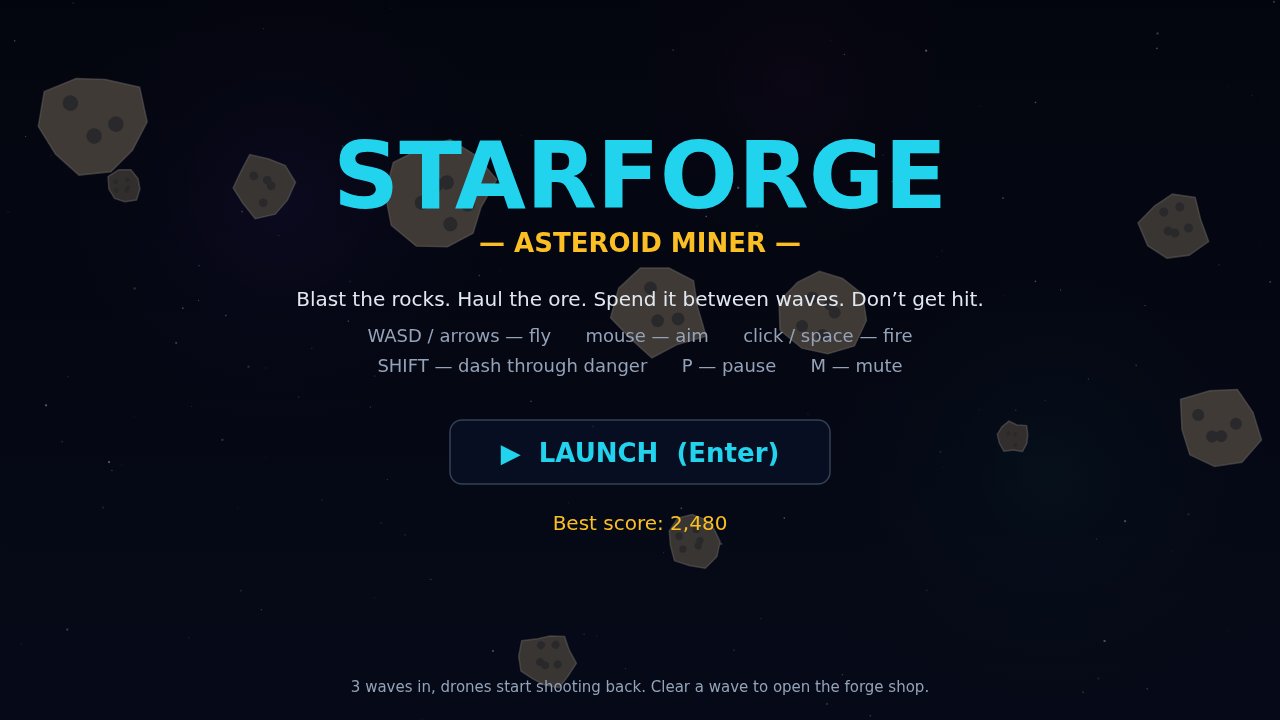 STARFORGE
— ASTEROID MINER —
Blast the rocks. Haul the ore. Spend it between waves. Don’t get hit.
WASD / arrows — fly mouse — aim click / space — fire
SHIFT — dash through danger P — pause M — mute
▶ LAUNCH (Enter)
Best score: 2,480
3 waves in, drones start shooting back. Clear a wave to open the forge shop.